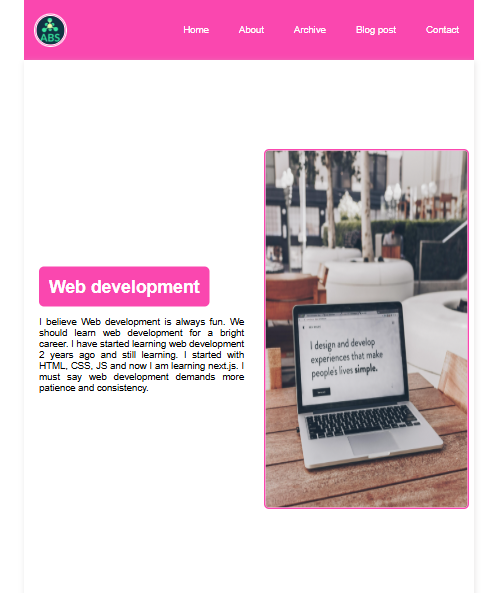 ABS
Home About Archive Blog post Contact
Web development
I believe Web development is always fun. We
should learn web development for a bright
career. I have started learning web development
2 years ago and still learning. I started with
HTML, CSS, JS and now I am learning next.js. I
must say web development demands more
patience and consistency.
I design and develop
experiences that make
people's lives simple.